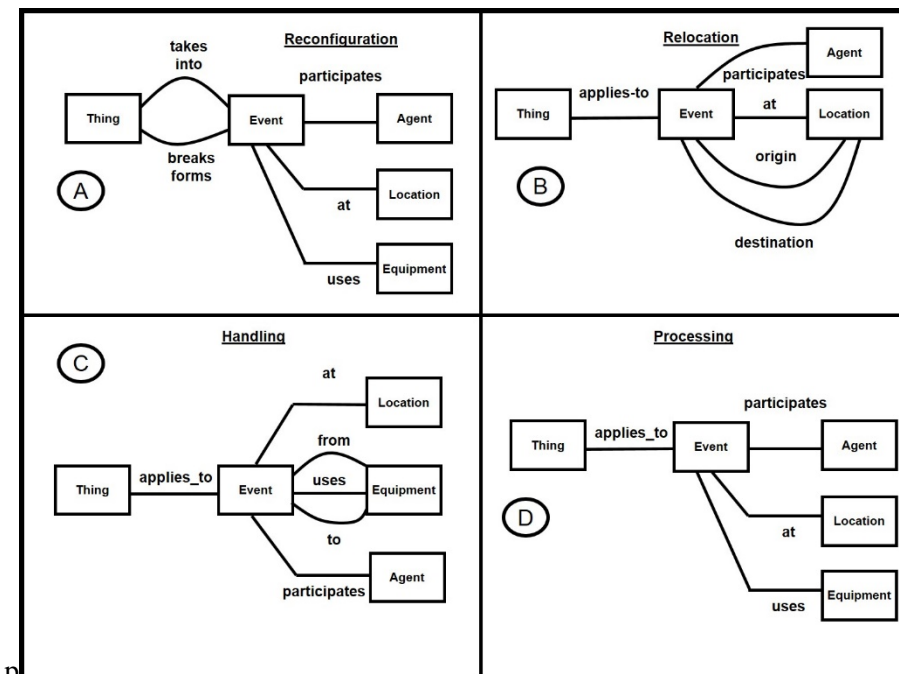 Reconfiguration
takes
into
participates
Thing
Event
Agent
breaks
forms
A
Location
at
Equipment
uses
Relocation
Agent
participates
applies-to
at
Thing
Event
Location
origin
B
destination
Handling
C
at
Location
from
applies_to
uses
Thing
Event
Equipment
to
Agent
participates
Processing
participates
applies_to
Thing
Event
Agent
D
Location
at
Equipment
uses
p